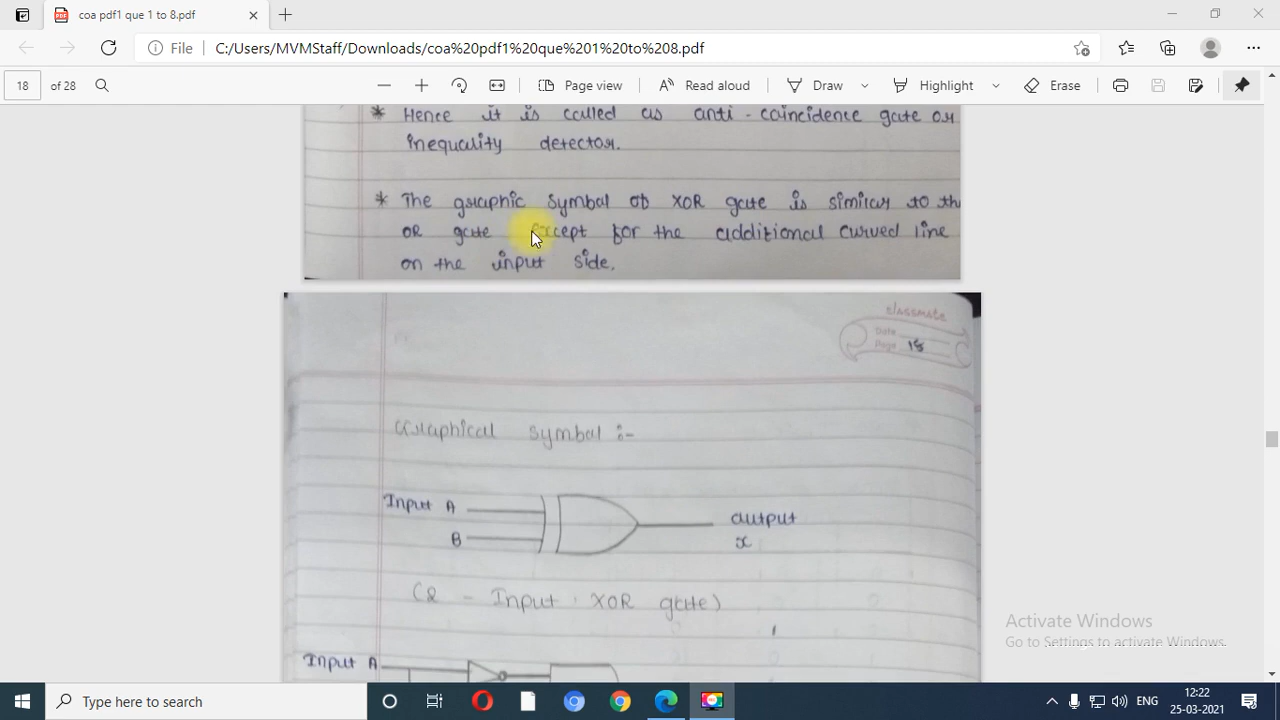 coa pdf1 que 1 to 8.pdf
File C:/Users/MVMStaff/Downloads/coa%20pdf1%20que%201%20to%208.pdf
18 of 28 Page view Read aloud Draw Highlight Erase
* Hence it is called as anti - coincidence gate or
inequality detector.
* The graphic symbol of XOR gate is similar to th
OR gate except for the additional curved line
on the input side.
classmate
Date
Page 18
Graphical symbol :-
Input A
output
B
x
(2 - Input XOR gate)
Input A
Activate Windows
Go to Settings to activate Windows.
Type here to search
ENG
12:22
25-03-2021